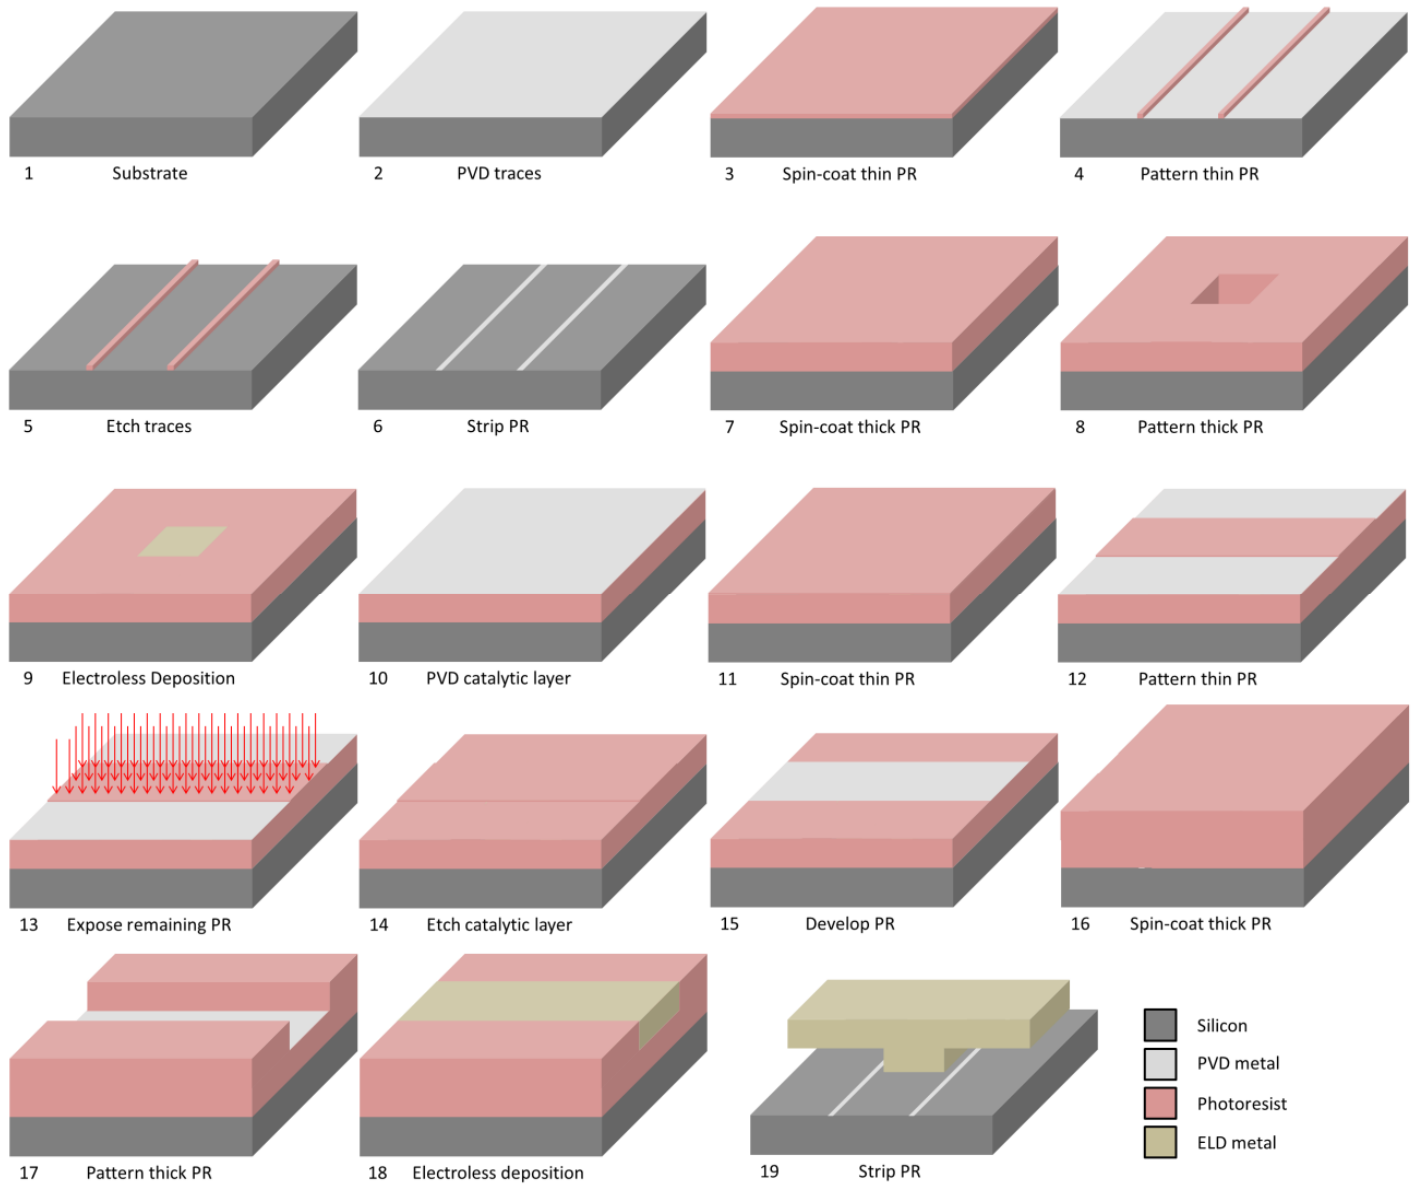 1 Substrate
2 PVD traces
3 Spin-coat thin PR
4 Pattern thin PR
5 Etch traces
6 Strip PR
7 Spin-coat thick PR
8 Pattern thick PR
9 Electroless Deposition
10 PVD catalytic layer
11 Spin-coat thin PR
12 Pattern thin PR
13 Expose remaining PR
14 Etch catalytic layer
15 Develop PR
16 Spin-coat thick PR
17 Pattern thick PR
18 Electroless deposition
19 Strip PR
Silicon
PVD metal
Photoresist
ELD metal